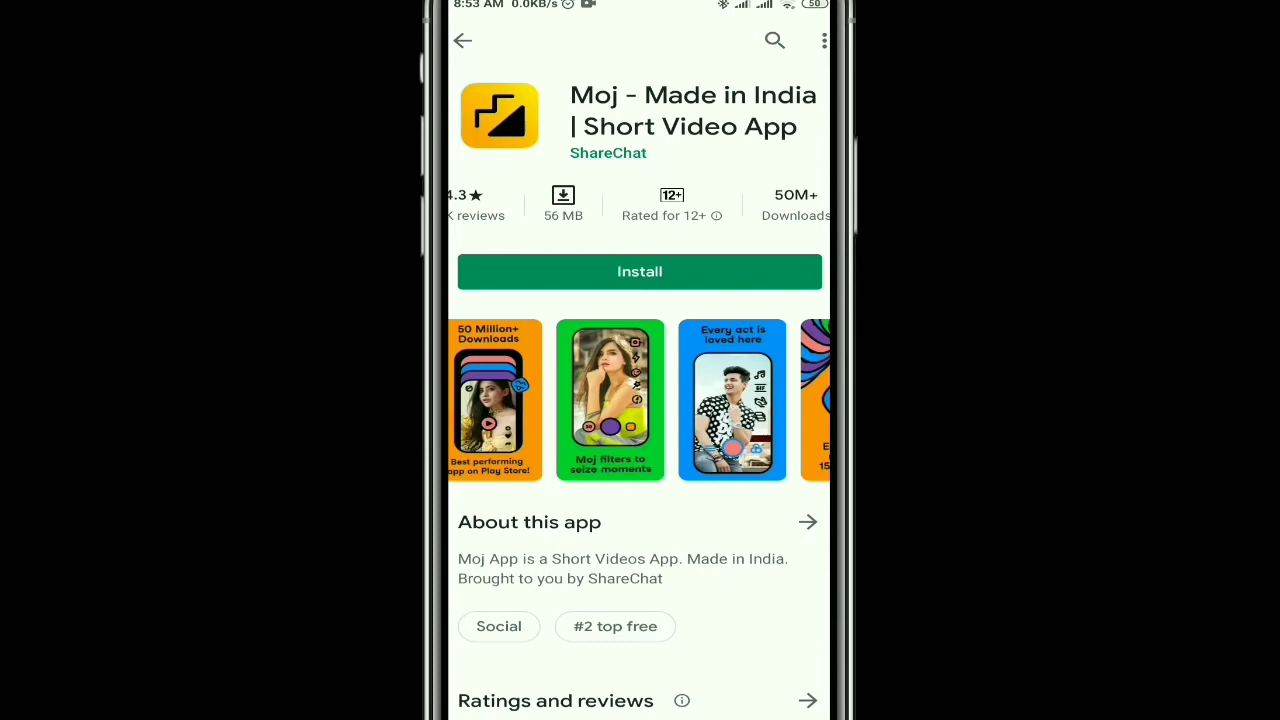 8:53 AM 0.0KB/s
50
Moj - Made in India
| Short Video App
ShareChat
4.3★
K reviews
56 MB
12+
Rated for 12+
50M+
Downloads
Install
50 Million+
Downloads
Best performing
app on Play Store!
Moj filters to
seize moments
Every act is
loved here
GIF
E
15
About this app
Moj App is a Short Videos App. Made in India.
Brought to you by ShareChat
Social
#2 top free
Ratings and reviews